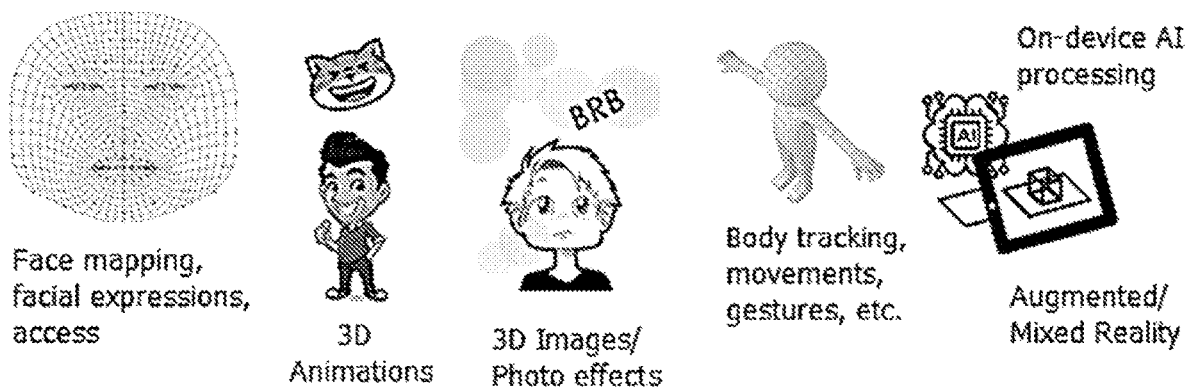 Face mapping,
facial expressions,
access
3D
Animations
BRB
3D Images/
Photo effects
Body tracking,
movements,
gestures, etc.
On-device AI
processing
AI
Augmented/
Mixed Reality